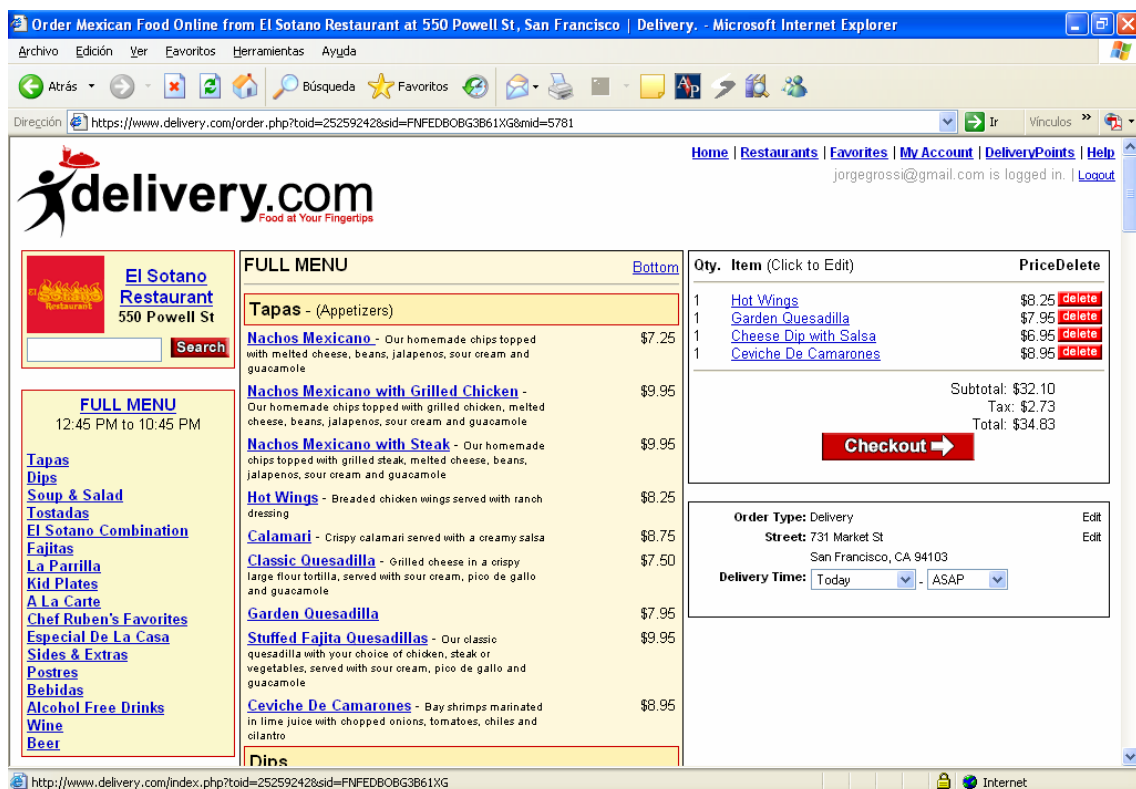 Order Mexican Food Online from El Sotano Restaurant at 550 Powell St, San Francisco | Delivery. - Microsoft Internet Explorer
Archivo Edición Ver Favoritos Herramientas Ayuda
Atrás Búsqueda Favoritos
Dirección https://www.delivery.com/order.php?toid=25259242&sid=FNFEDBOBG3B61XG&mid=5781 Ir Vínculos »
Home | Restaurants | Favorites | My Account | DeliveryPoints | Help
jorgegrossi@gmail.com is logged in. | Logout
delivery.com
Food at Your Fingertips
El Sotano
Restaurant
El Sotano
Restaurant
550 Powell St
Search
FULL MENU
12:45 PM to 10:45 PM
Tapas
Dips
Soup & Salad
Tostadas
El Sotano Combination
Fajitas
La Parrilla
Kid Plates
A La Carte
Chef Ruben's Favorites
Especial De La Casa
Sides & Extras
Postres
Bebidas
Alcohol Free Drinks
Wine
Beer
FULL MENU Bottom
Tapas - (Appetizers)
Nachos Mexicano - Our homemade chips topped $7.25
with melted cheese, beans, jalapenos, sour cream and
guacamole
Nachos Mexicano with Grilled Chicken - $9.95
Our homemade chips topped with grilled chicken, melted
cheese, beans, jalapenos, sour cream and guacamole
Nachos Mexicano with Steak - Our homemade $9.95
chips topped with grilled steak, melted cheese, beans,
jalapenos, sour cream and guacamole
Hot Wings - Breaded chicken wings served with ranch $8.25
dressing
Calamari - Crispy calamari served with a creamy salsa $8.75
Classic Quesadilla - Grilled cheese in a crispy $7.50
large flour tortilla, served with sour cream, pico de gallo
and guacamole
Garden Quesadilla $7.95
Stuffed Fajita Quesadillas - Our classic $9.95
quesadilla with your choice of chicken, steak or
vegetables, served with sour cream, pico de gallo and
guacamole
Ceviche De Camarones - Bay shrimps marinated $8.95
in lime juice with chopped onions, tomatoes, chiles and
cilantro
Dips
Qty. Item (Click to Edit) PriceDelete
1 Hot Wings $8.25 delete
1 Garden Quesadilla $7.95 delete
1 Cheese Dip with Salsa $6.95 delete
1 Ceviche De Camarones $8.95 delete
Subtotal: $32.10
Tax: $2.73
Total: $34.83
Checkout
Order Type: Delivery Edit
Street: 731 Market St Edit
San Francisco, CA 94103
Delivery Time: Today - ASAP
http://www.delivery.com/index.php?toid=25259242&sid=FNFEDBOBG3B61XG Internet